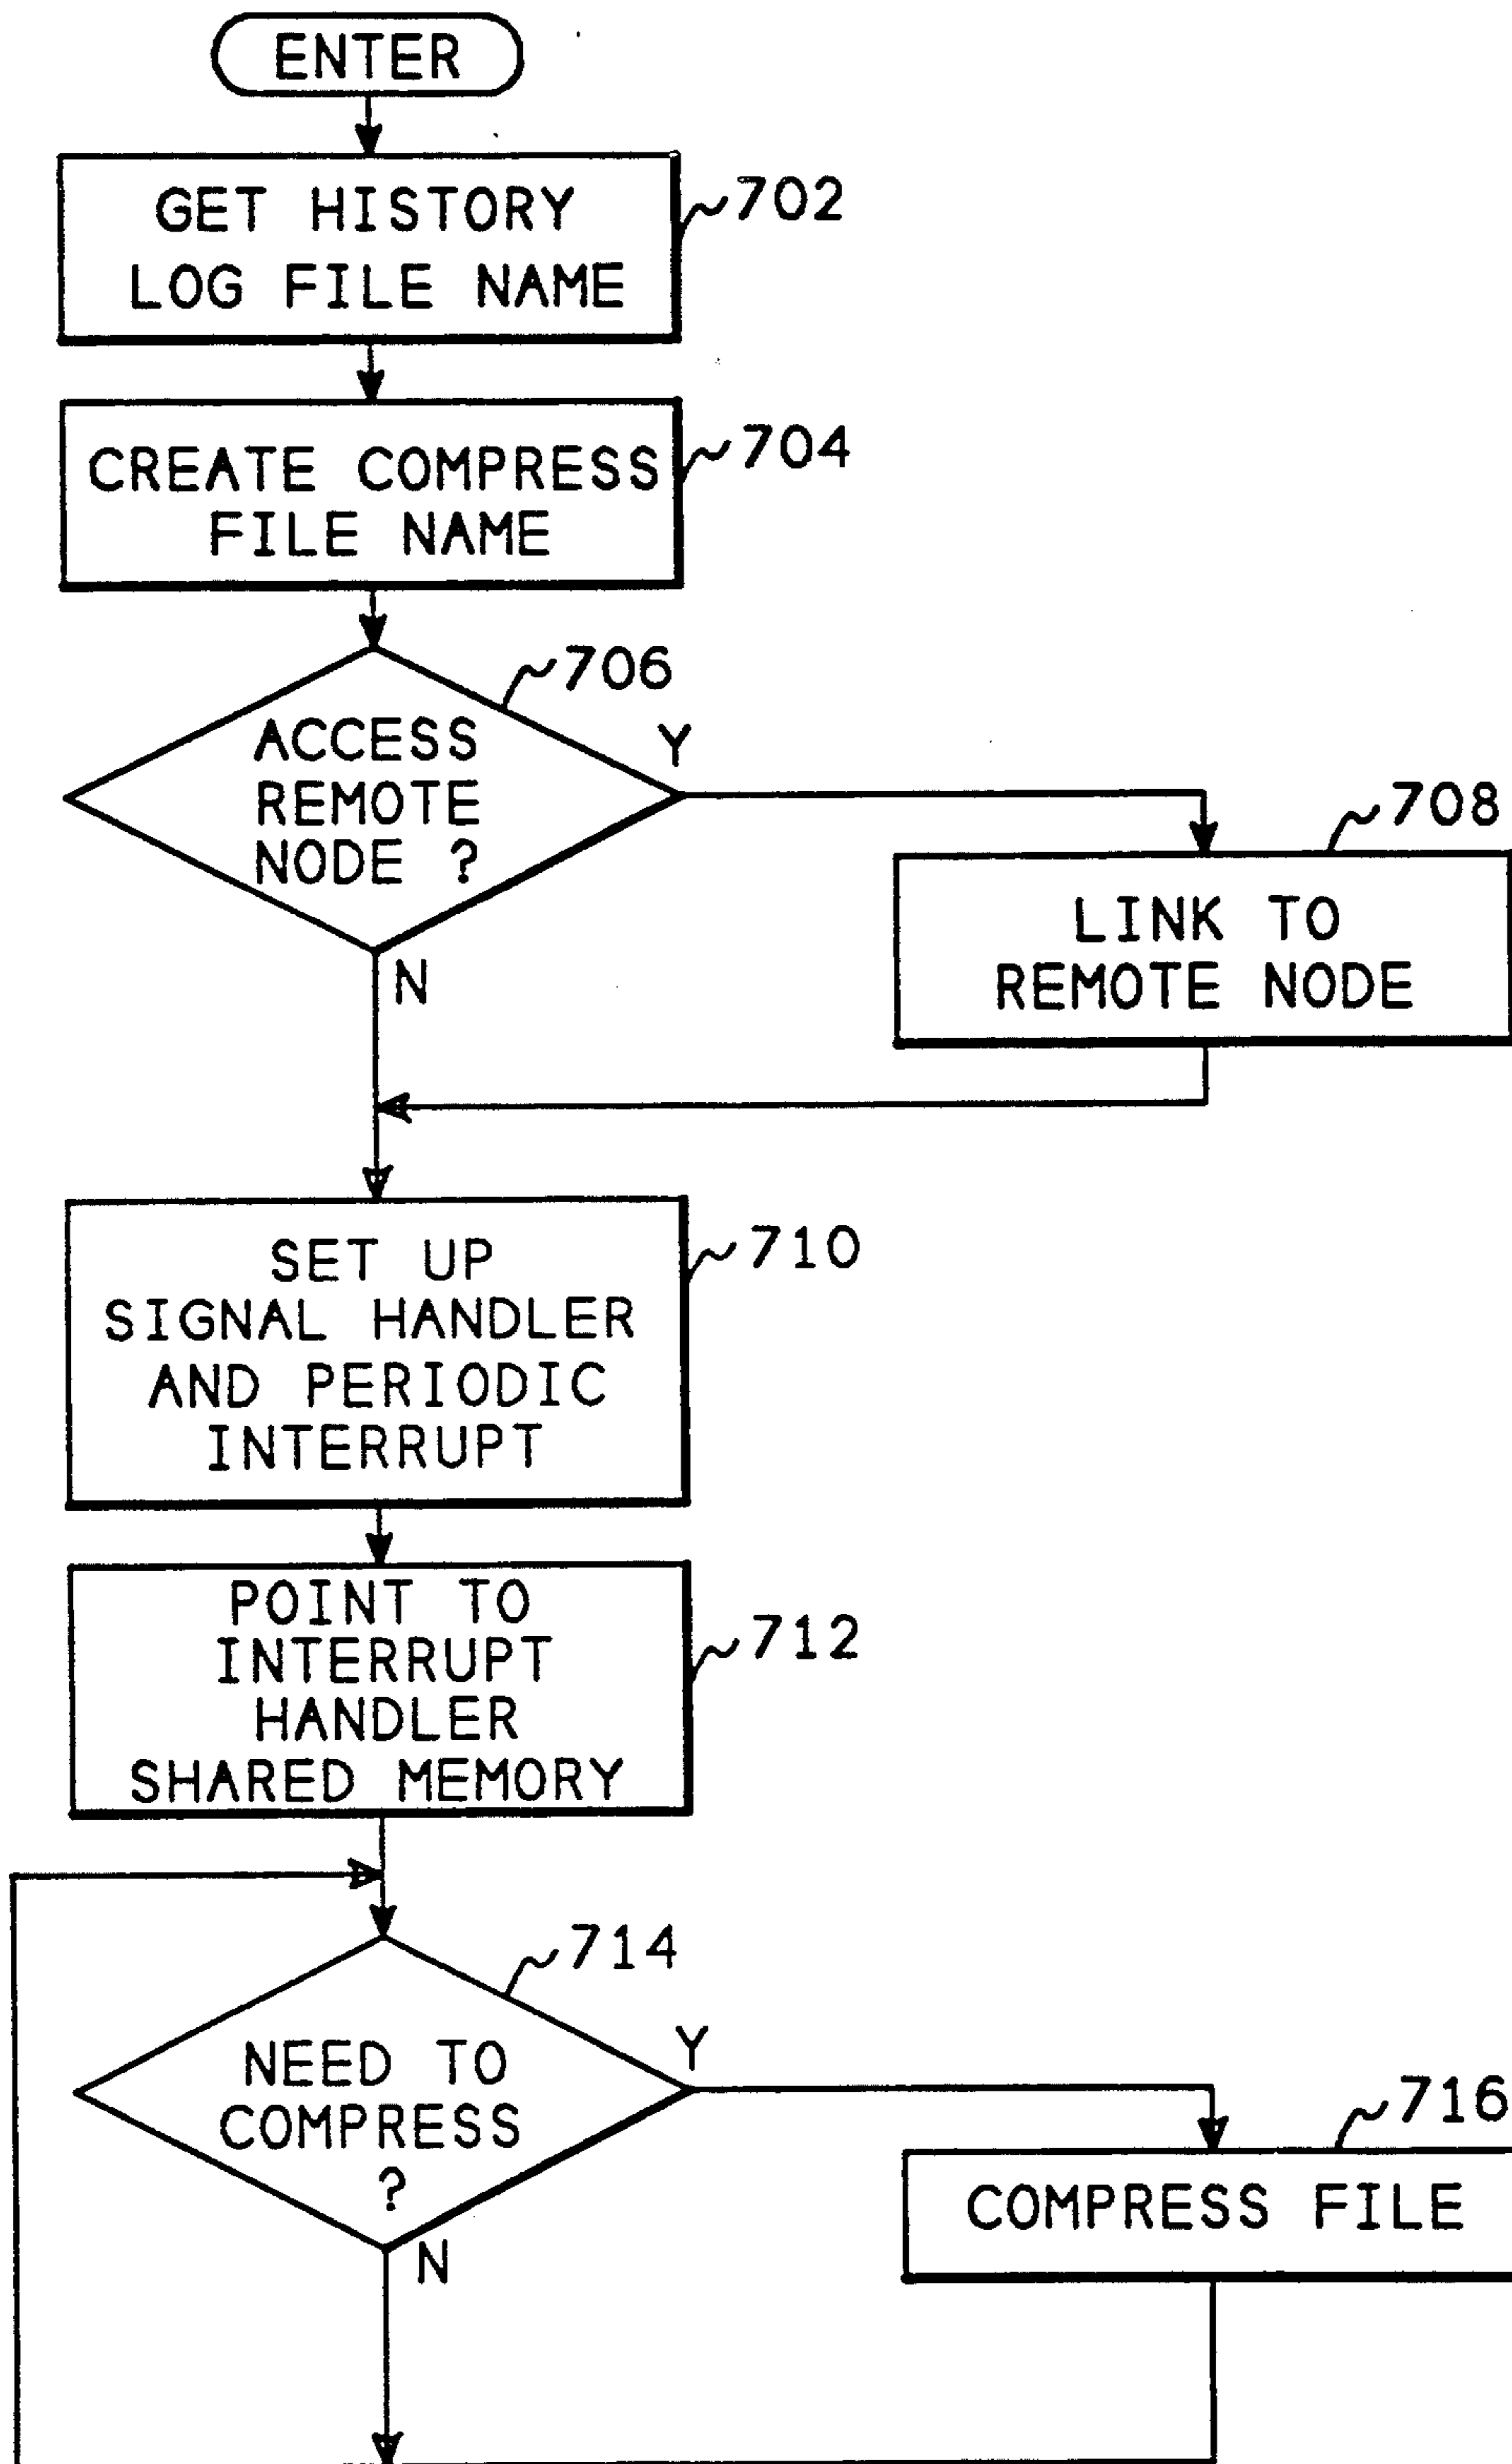 ENTER
GET HISTORY
LOG FILE NAME
702
CREATE COMPRESS
FILE NAME
704
706
ACCESS
REMOTE
NODE ?
Y
N
708
LINK TO
REMOTE NODE
SET UP
SIGNAL HANDLER
AND PERIODIC
INTERRUPT
710
POINT TO
INTERRUPT
HANDLER
SHARED MEMORY
712
714
NEED TO
COMPRESS
?
Y
N
716
COMPRESS FILE